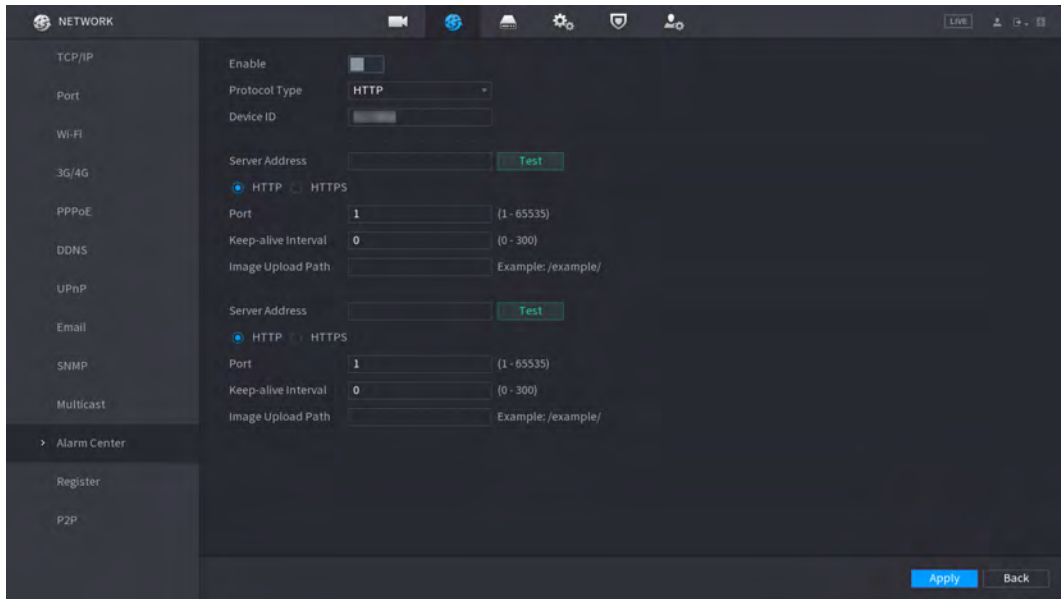 NETWORK
LIVE
TCP/IP
Port
Wi-Fi
3G/4G
PPPoE
DDNS
UPnP
Email
SNMP
Multicast
Alarm Center
Register
P2P
Enable
Protocol Type HTTP
Device ID
Server Address Test
HTTP HTTPS
Port 1 (1 - 65535)
Keep-alive Interval 0 (0 - 300)
Image Upload Path Example: /example/
Server Address Test
HTTP HTTPS
Port 1 (1 - 65535)
Keep-alive Interval 0 (0 - 300)
Image Upload Path Example: /example/
Apply Back